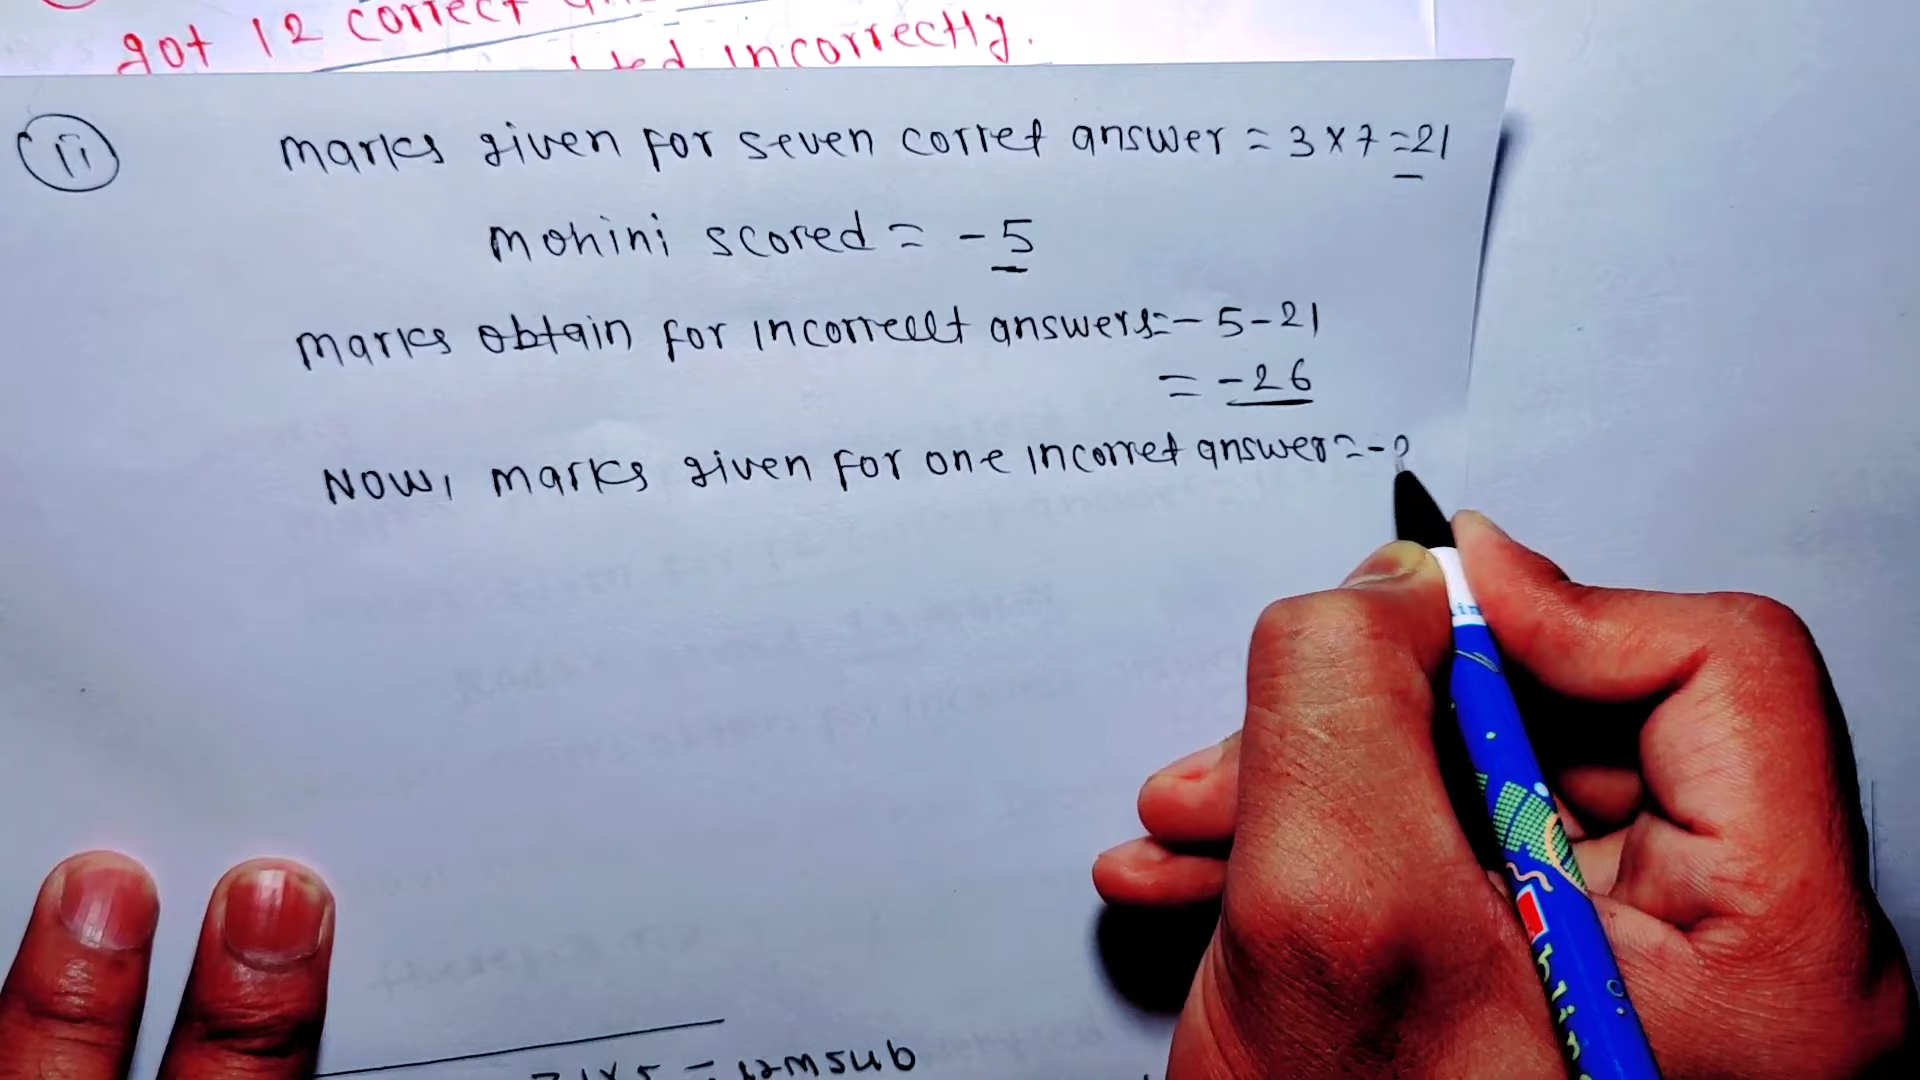 got 12 correct
incorrectly.
ii
marks given for seven corret answer = 3 x 7 = 21
mohini scored = - 5
marks obtain for incorrect answers = - 5 - 21
= - 26
Now, marks given for one incorret answer = - 2